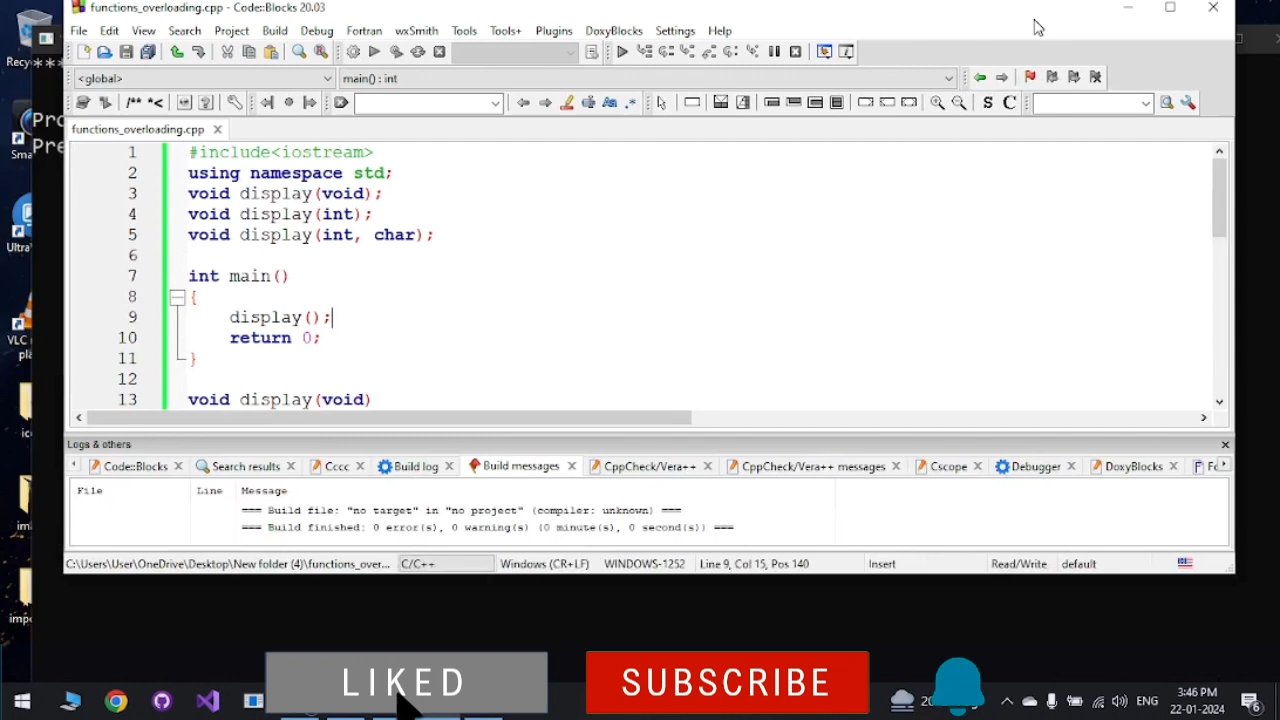 functions_overloading.cpp - Code::Blocks 20.03
File Edit View Search Project Build Debug Fortran wxSmith Tools Tools+ Plugins DoxyBlocks Settings Help
<global> main() : int
/** *<
S C
functions_overloading.cpp
1 #include<iostream>
2 using namespace std;
3 void display(void);
4 void display(int);
5 void display(int, char);
6
7 int main()
8 {
9 display();
10 return 0;
11 }
12
13 void display(void)
Logs & others
Code::Blocks Search results Cccc Build log Build messages CppCheck/Vera++ CppCheck/Vera++ messages Cscope Debugger DoxyBlocks
File Line Message
=== Build file: "no target" in "no project" (compiler: unknown) ===
=== Build finished: 0 error(s), 0 warning(s) (0 minute(s), 0 second(s)) ===
C:\Users\User\OneDrive\Desktop\New folder (4)\functions_over... C/C++ Windows (CR+LF) WINDOWS-1252 Line 9, Col 15, Pos 140 Insert Read/Write default
LIKED SUBSCRIBE
ENG 3:46 PM
22-01-2024
6